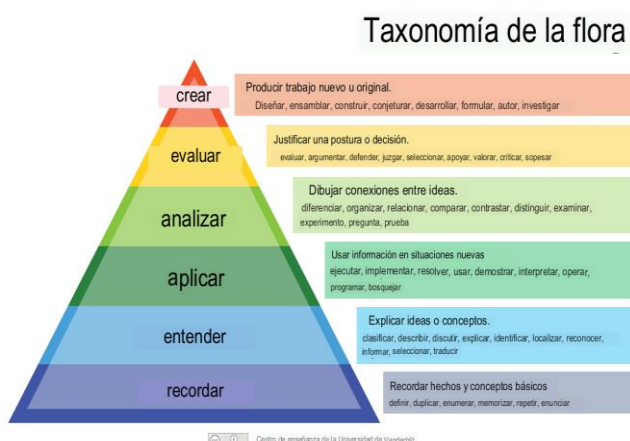 Taxonomía de la flora
crear
Producir trabajo nuevo u original.
Diseñar, ensamblar, construir, conjeturar, desarrollar, formular, autor, investigar
evaluar
Justificar una postura o decisión.
evaluar, argumentar, defender, juzgar, seleccionar, apoyar, valorar, criticar, sopesar
analizar
Dibujar conexiones entre ideas.
diferenciar, organizar, relacionar, comparar, contrastar, distinguir, examinar,
experimento, pregunta, prueba
aplicar
Usar información en situaciones nuevas
ejecutar, implementar, resolver, usar, demostrar, interpretar, operar,
programar, bosquejar
entender
Explicar ideas o conceptos.
clasificar, describir, discutir, explicar, identificar, localizar, reconocer,
informar, seleccionar, traducir
recordar
Recordar hechos y conceptos básicos
definir, duplicar, enumerar, memorizar, repetir, enunciar
Centro de enseñanza de la Universidad de Vanderbilt